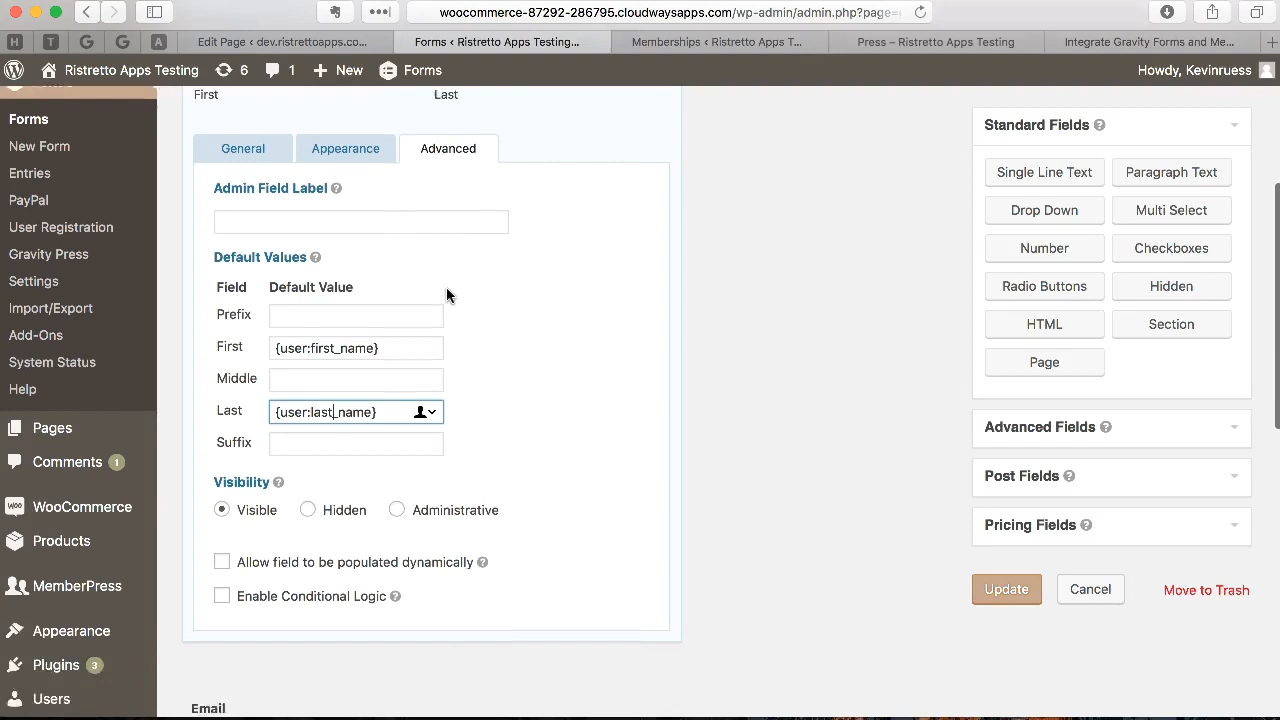 woocommerce-87292-286795.cloudwaysapps.com/wp-admin/admin.php?page=
H T G G A Edit Page ‹ dev.ristrettoapps.co... Forms ‹ Ristretto Apps Testing... Memberships ‹ Ristretto Apps T... Press – Ristretto Apps Testing Integrate Gravity Forms and Me...
Ristretto Apps Testing 6 1 + New Forms Howdy, Kevinruess
Forms
New Form
Entries
PayPal
User Registration
Gravity Press
Settings
Import/Export
Add-Ons
System Status
Help
Pages
Comments 1
WooCommerce
Products
MemberPress
Appearance
Plugins 3
Users
First Last
General Appearance Advanced
Admin Field Label
Default Values
Field Default Value
Prefix
First {user:first_name}
Middle
Last {user:last_name}
Suffix
Visibility
Visible Hidden Administrative
Allow field to be populated dynamically
Enable Conditional Logic
Email
Standard Fields
Single Line Text Paragraph Text
Drop Down Multi Select
Number Checkboxes
Radio Buttons Hidden
HTML Section
Page
Advanced Fields
Post Fields
Pricing Fields
Update Cancel Move to Trash